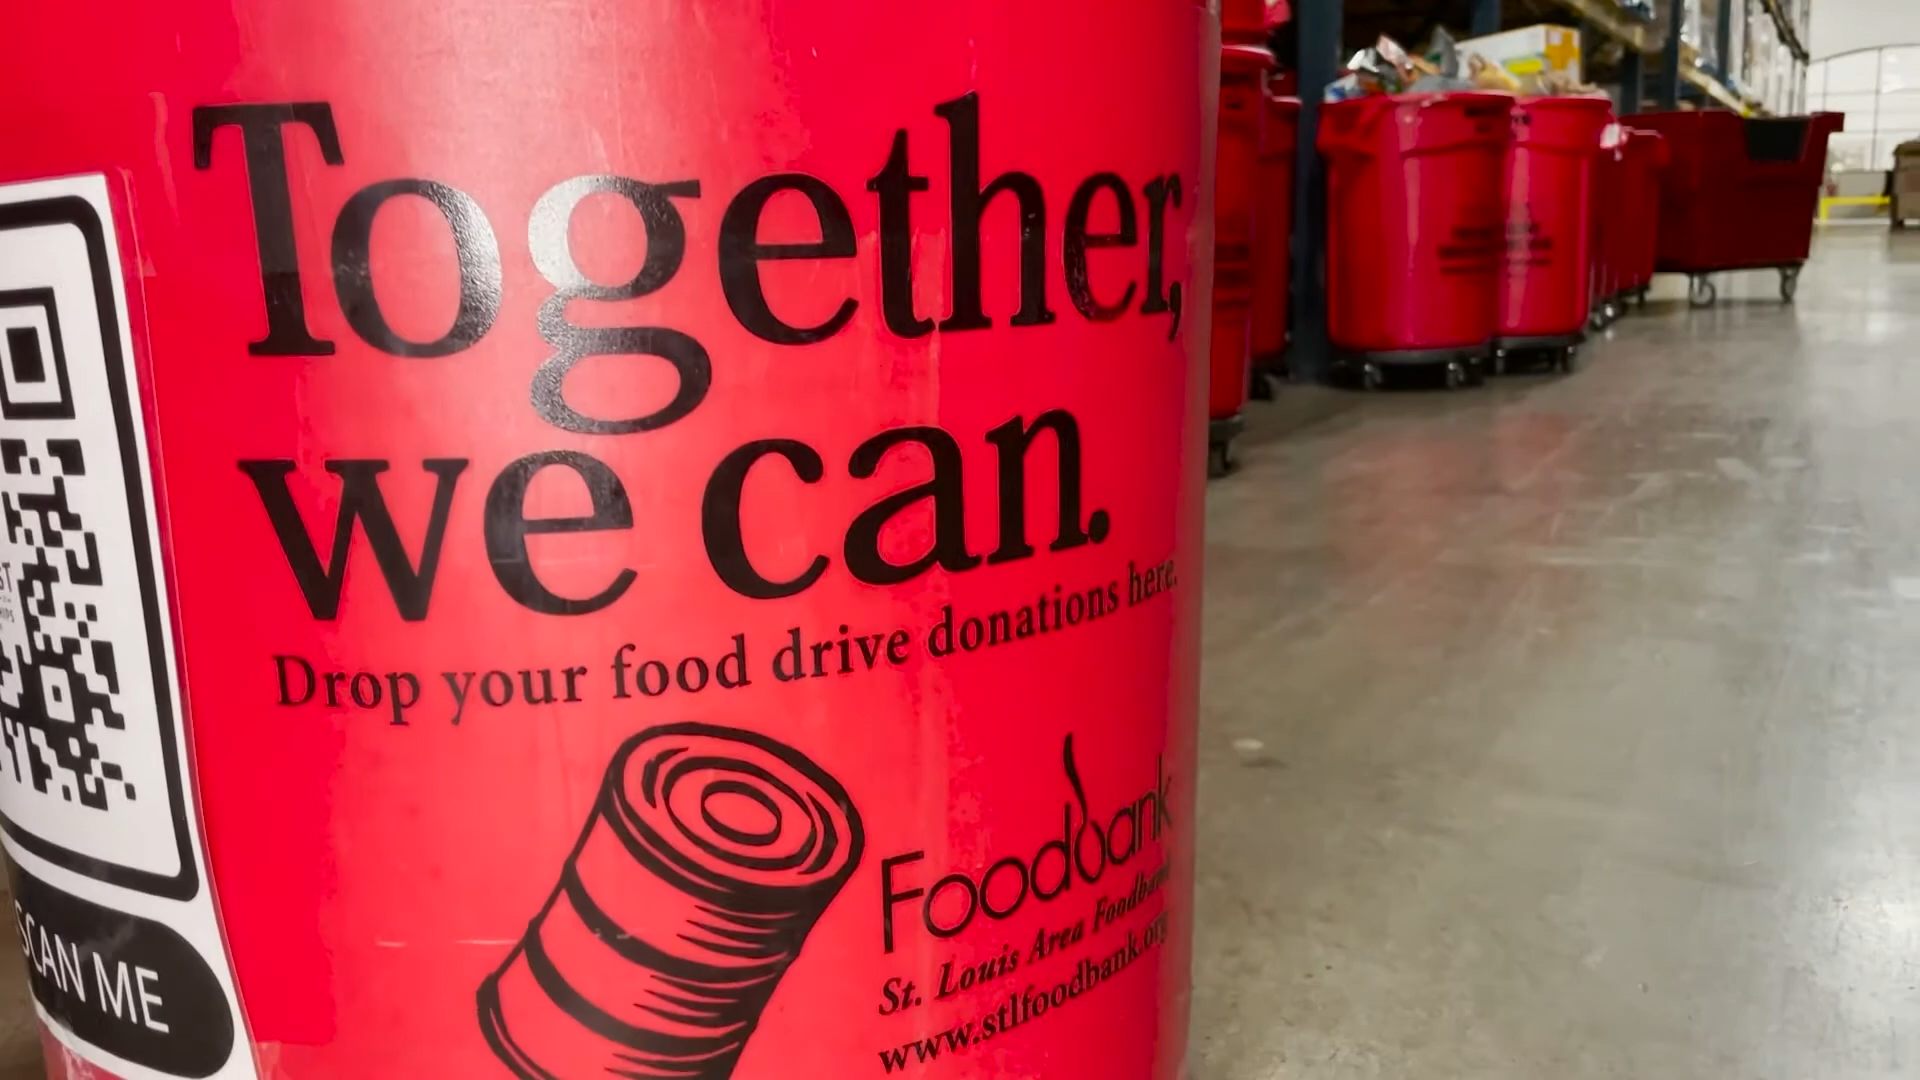 Together,
we can.
Drop your food drive donations here.
Foodbank
St. Louis Area Foodbank
www.stlfoodbank.org
SCAN ME